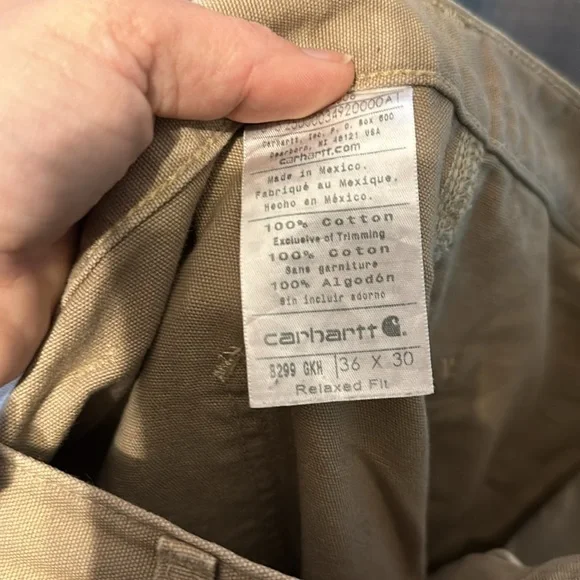 34920000AT
Carhartt, Inc. P. O. Box 600
Dearborn, MI 48121 USA
carhartt.com
Made in Mexico.
Fabriqué au Mexique.
Hecho en México.
100% Cotton
Exclusive of Trimming
100% Coton
Sans garniture
100% Algodón
Sin incluir adorno
carhartt
B299 GKH 36 X 30
Relaxed Fit